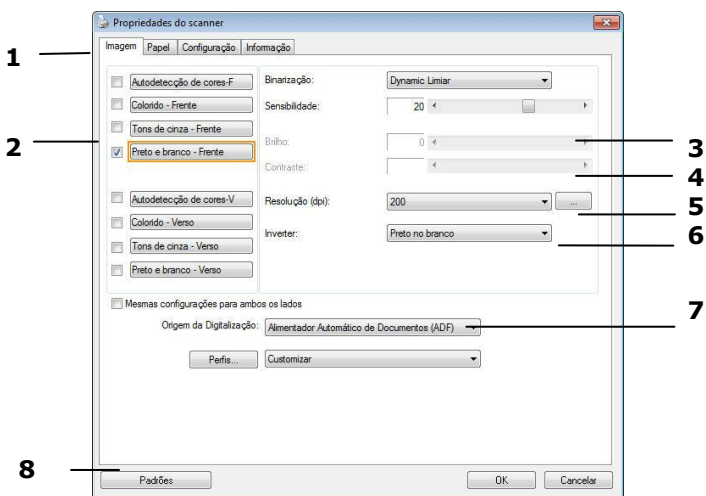 Propriedades do scanner
1
Imagem Papel Configuração Informação
Autodetecção de cores-F
Binarização: Dynamic Limiar
Colorido - Frente
Sensibilidade: 20
Tons de cinza - Frente
2
Preto e branco - Frente
Brilho: 0
3
Contraste:
4
Autodetecção de cores-V
Resolução (dpi): 200 ...
5
Colorido - Verso
Inverter: Preto no branco
6
Tons de cinza - Verso
Preto e branco - Verso
Mesmas configurações para ambos os lados
7
Origem da Digitalização: Alimentador Automático de Documentos (ADF)
Perfis... Customizar
8
Padrões OK Cancelar